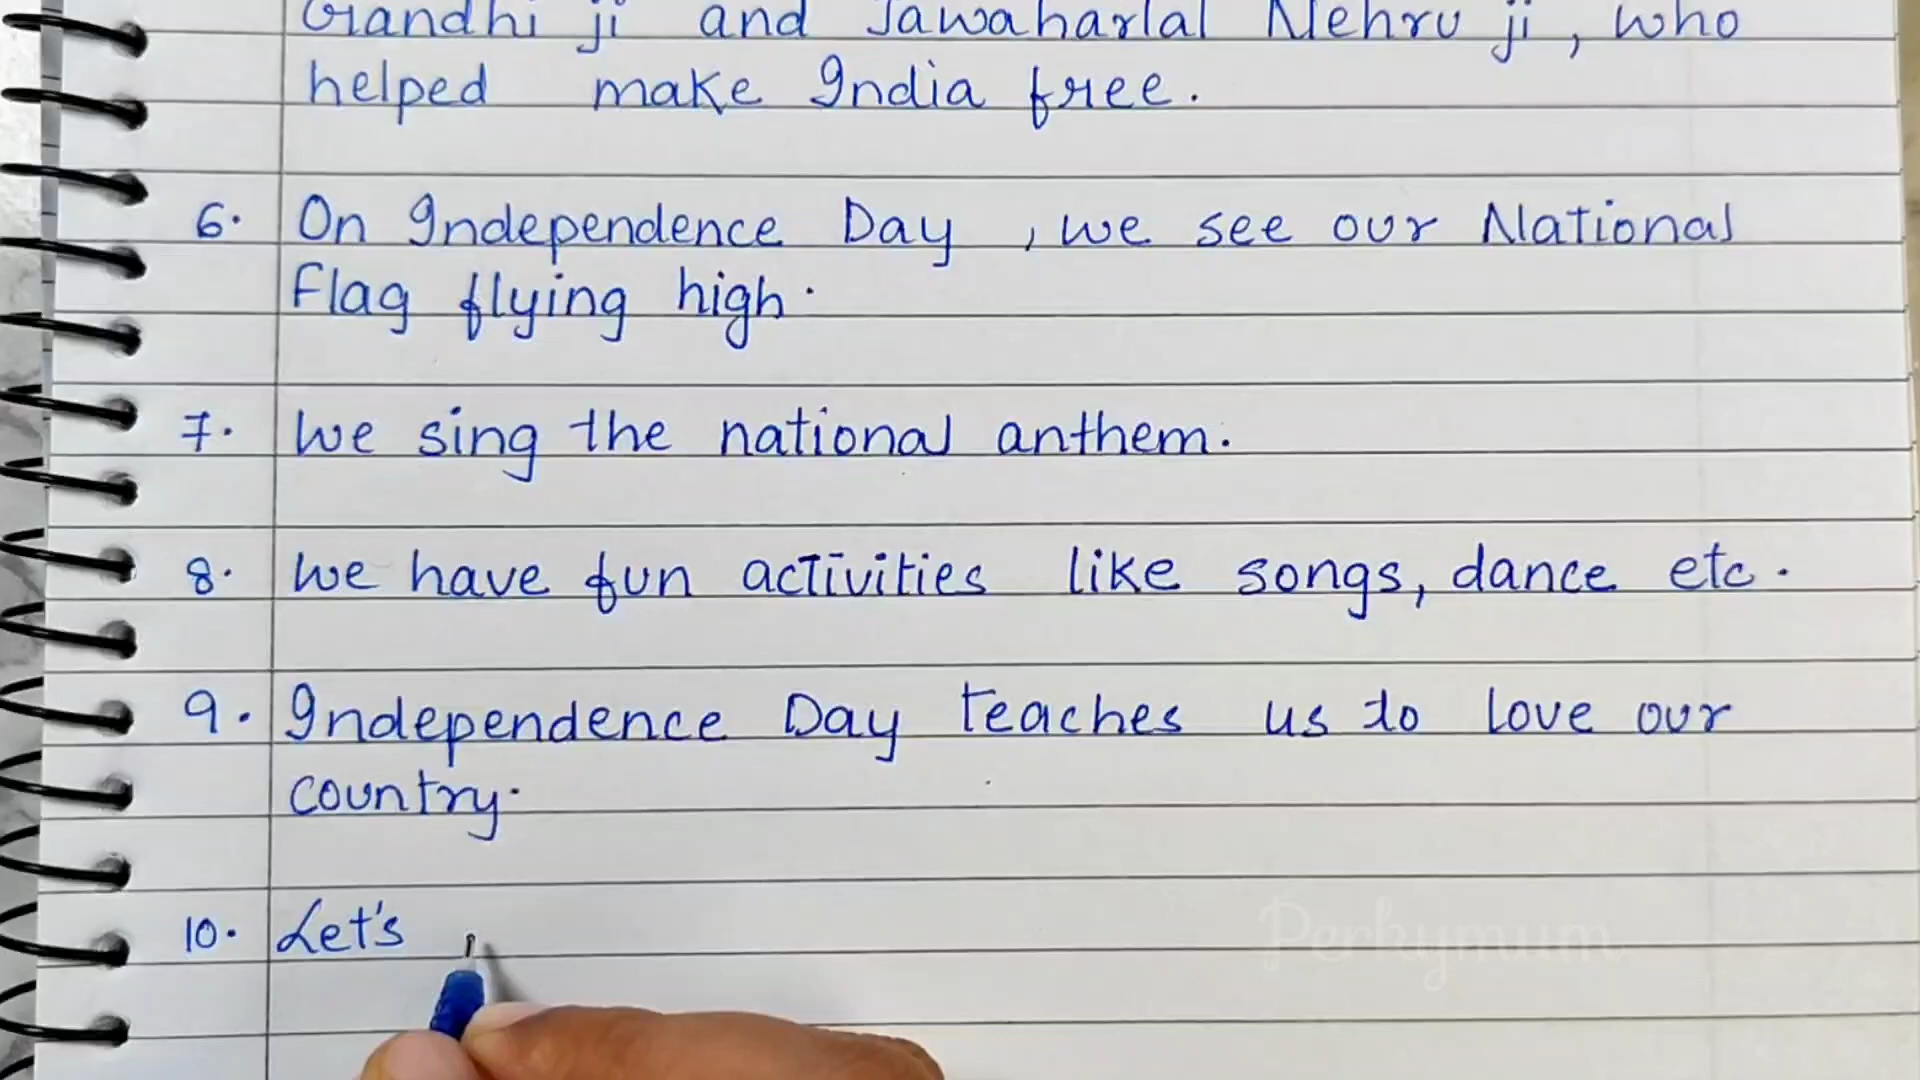 Gandhi ji and Jawaharlal Nehru ji, who
helped make India free.
6. On Independence Day, we see our National
Flag flying high.
7. We sing the national anthem.
8. We have fun activities like songs, dance etc.
9. Independence Day teaches us to love our
country.
10. Let's
Perkymum